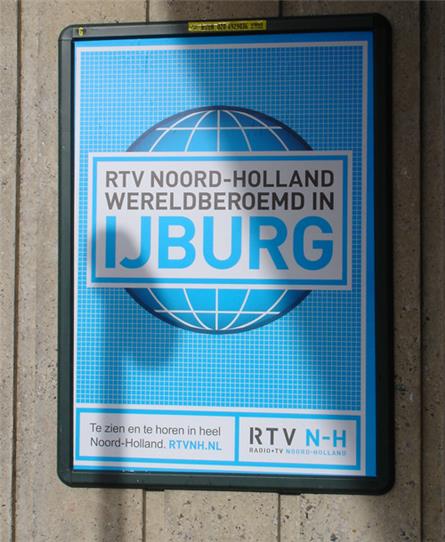 RTV NOORD-HOLLAND
WERELDBEROEMD IN
IJBURG
Te zien en te horen in heel
Noord-Holland. RTVNH.NL
RTV N-H
RADIO+TV NOORD-HOLLAND